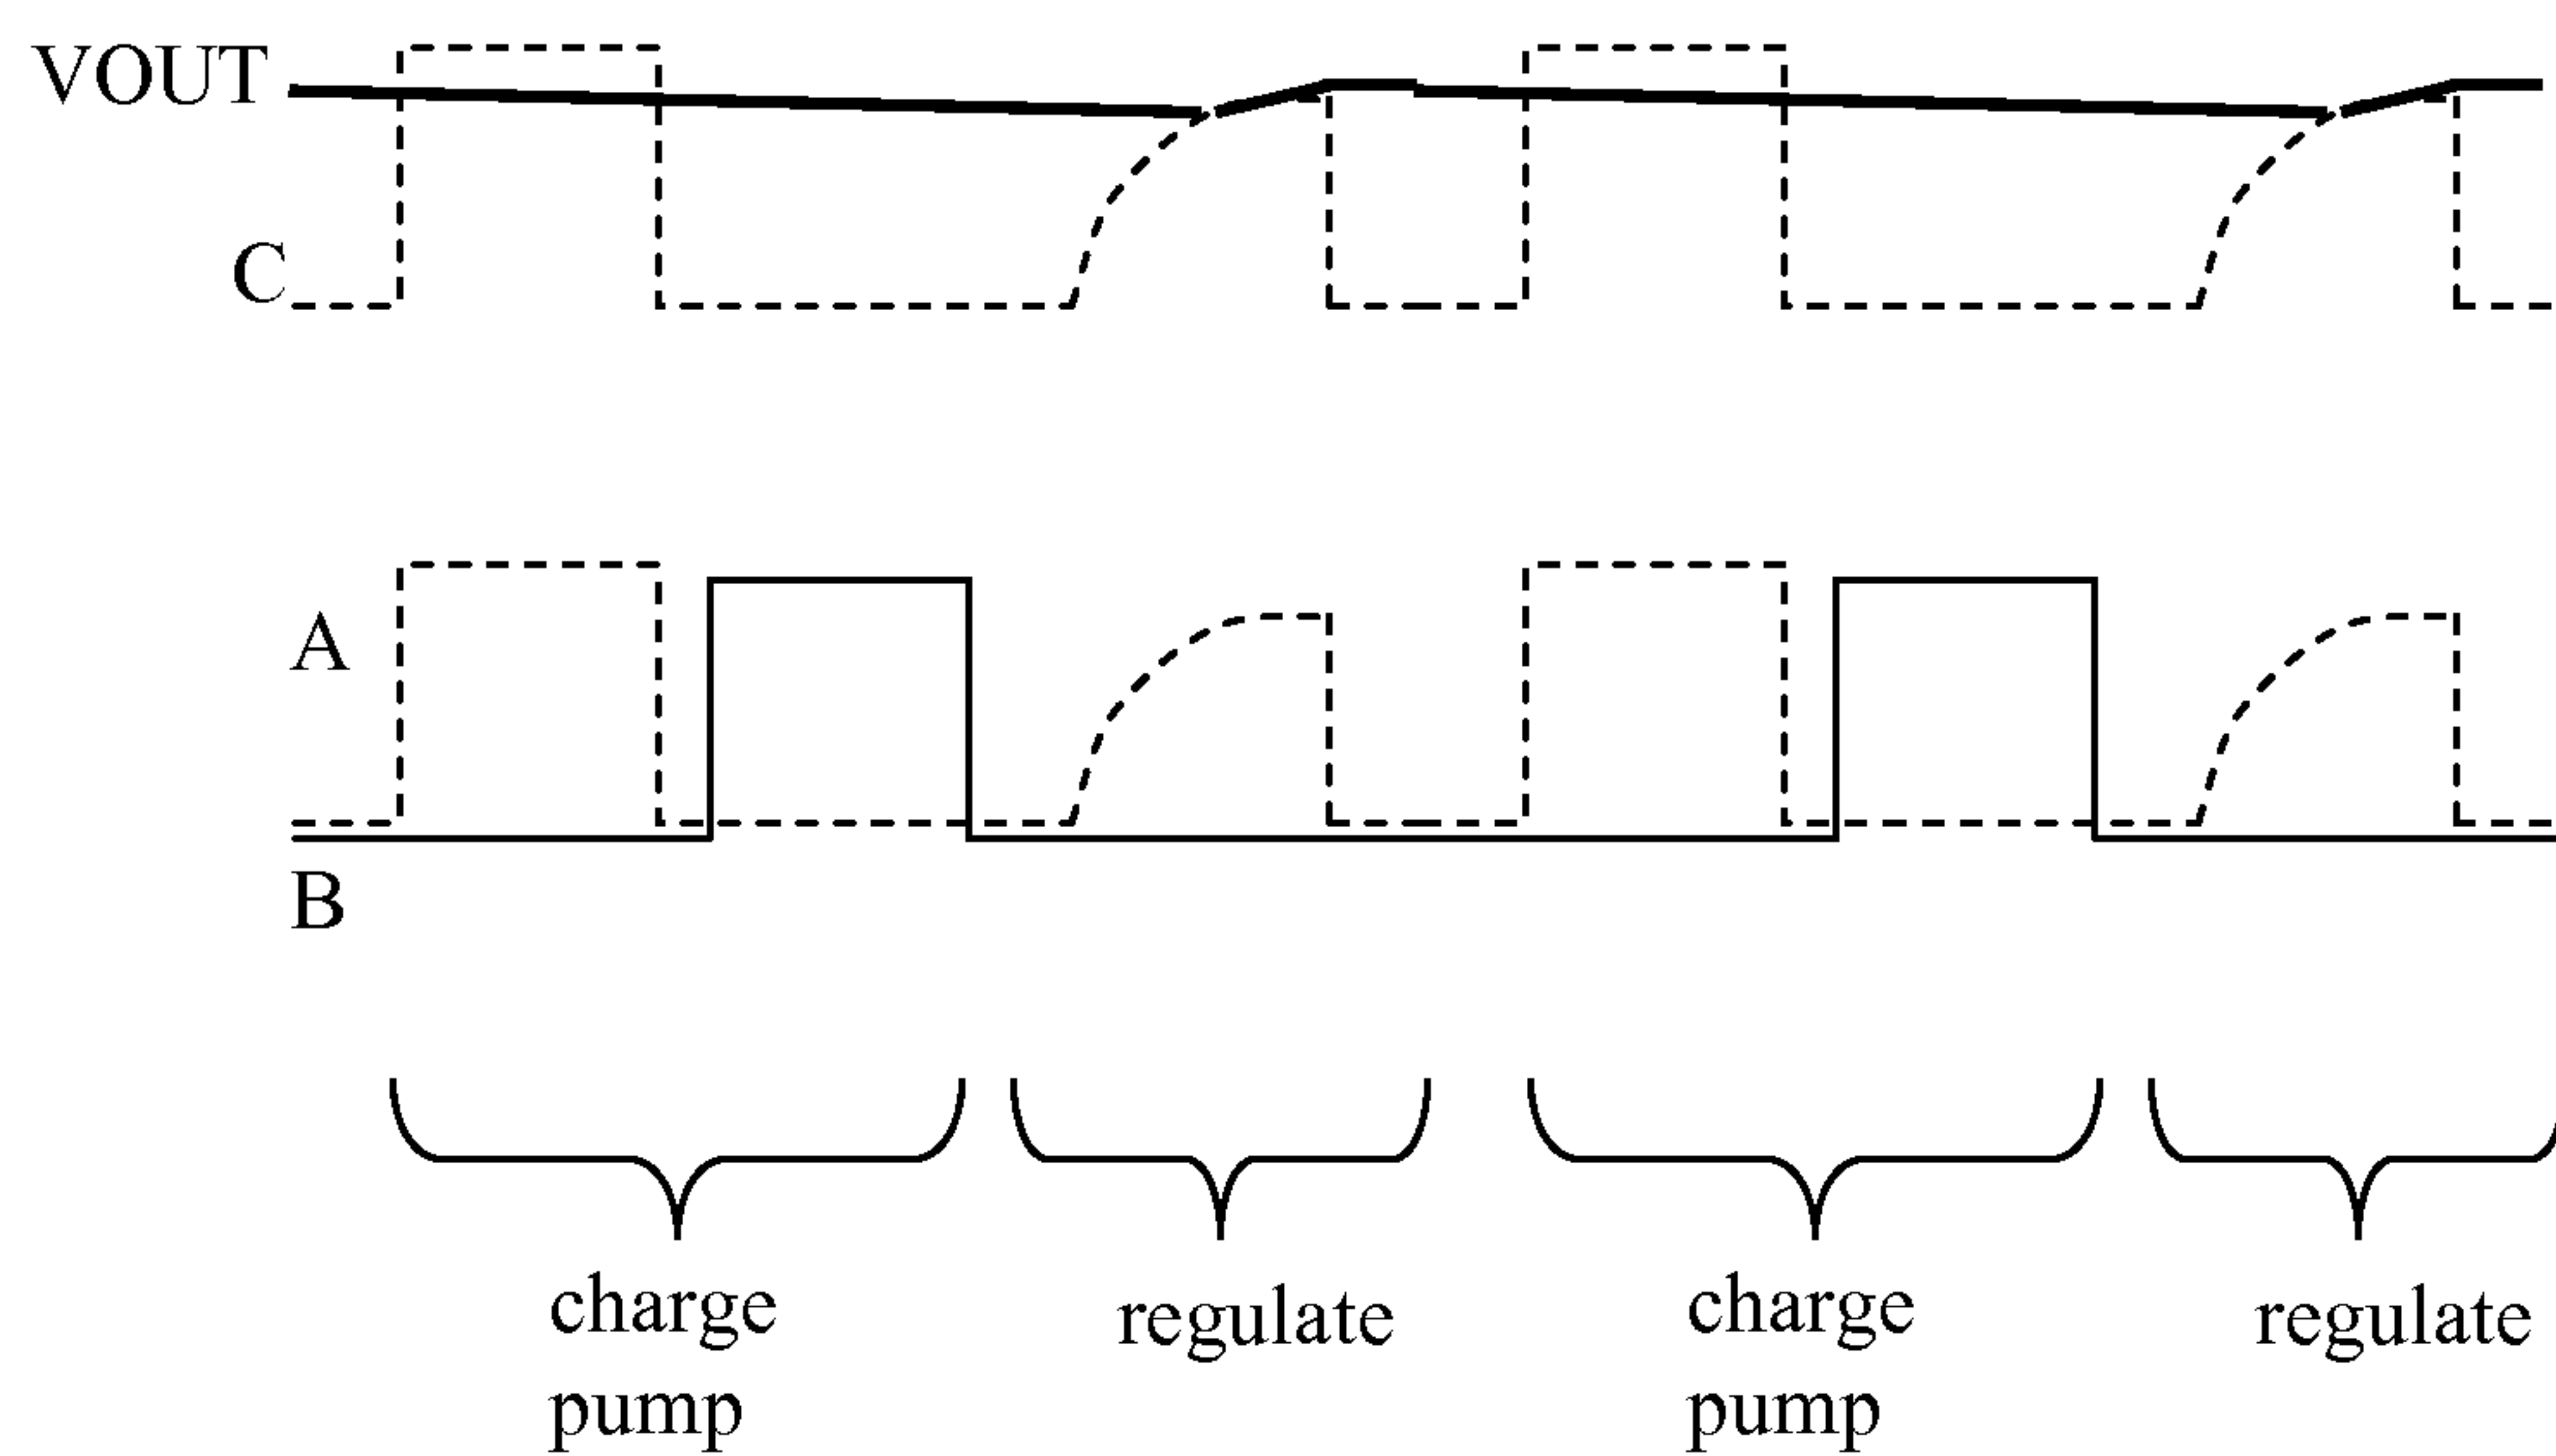 VOUT
C
A
B
charge
pump
regulate
charge
pump
regulate